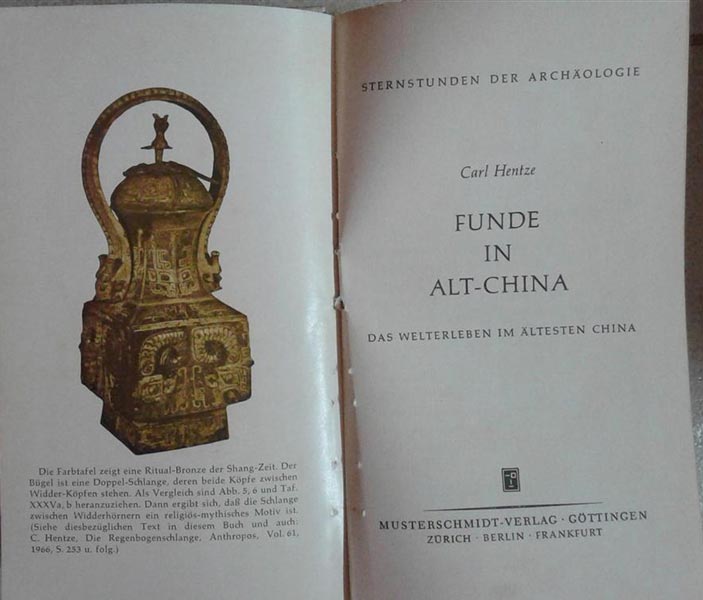 Die Farbtafel zeigt eine Ritual-Bronze der Shang-Zeit. Der
Bügel ist eine Doppel-Schlange, deren beide Köpfe zwischen
Widder-Köpfen stehen. Als Vergleich sind Abb. 5, 6 und Taf.
XXXVa, b heranzuziehen. Dann ergibt sich, daß die Schlange
zwischen Widderhörnern ein religiös-mythisches Motiv ist.
(Siehe diesbezüglichen Text in diesem Buch und auch:
C. Hentze, Die Regenbogenschlange, Anthropos, Vol. 61,
1966, S. 253 u. folg.)
STERNSTUNDEN DER ARCHÄOLOGIE
Carl Hentze
FUNDE
IN
ALT-CHINA
DAS WELTERLEBEN IM ÄLTESTEN CHINA
MUSTERSCHMIDT-VERLAG · GÖTTINGEN
ZÜRICH · BERLIN · FRANKFURT